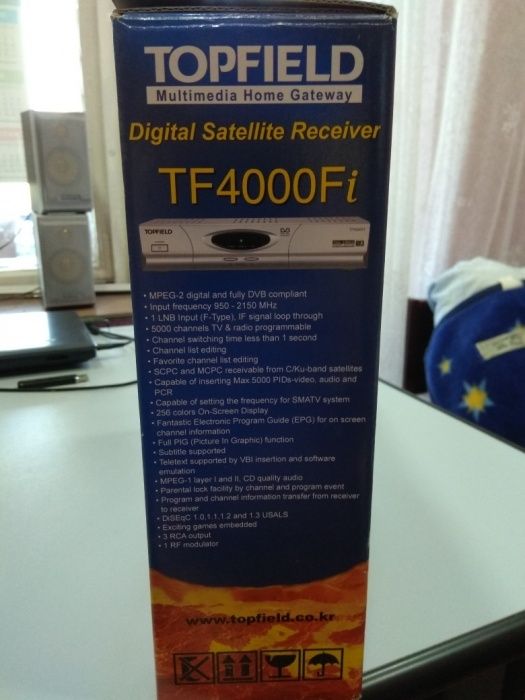 TOPFIELD
Multimedia Home Gateway
Digital Satellite Receiver
TF4000Fi
TOPFIELD
• MPEG-2 digital and fully DVB compliant
• Input frequency 950 - 2150 MHz
• 1 LNB Input (F-Type), IF signal loop through
• 5000 channels TV & radio programmable
• Channel switching time less than 1 second
• Channel list editing
• Favorite channel list editing
• SCPC and MCPC receivable from C/Ku-band satellites
• Capable of inserting Max 5000 PIDs-video, audio and
PCR
• Capable of setting the frequency for SMATV system
• 256 colors On-Screen Display
• Fantastic Electronic Program Guide (EPG) for on screen
channel information
• Full PIG (Picture In Graphic) function
• Subtitle supported
• Teletext supported by VBI insertion and software
emulation
• MPEG-1 layer I and II, CD quality audio
• Parental lock facility by channel and program event
• Program and channel information transfer from receiver
to receiver
• DiSEqC 1.0,1.1,1.2 and 1.3 USALS
• Exciting games embedded
• 3 RCA output
• 1 RF modulator
www.topfield.co.kr